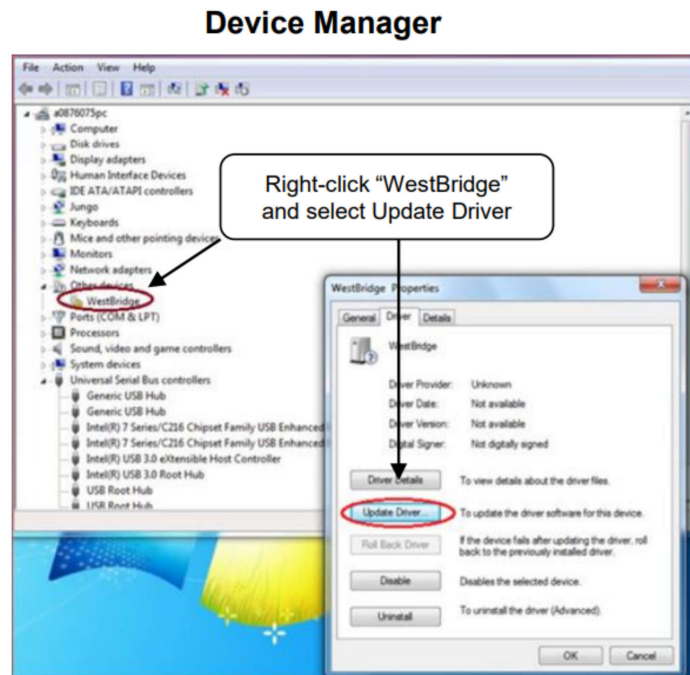 Device Manager
File Action View Help
a0876075pc
Computer
Disk drives
Display adapters
Human Interface Devices
IDE ATA/ATAPI controllers
Jungo
Keyboards
Mice and other pointing devices
Monitors
Network adapters
Other devices
WestBridge
Ports (COM & LPT)
Processors
Sound, video and game controllers
System devices
Universal Serial Bus controllers
Generic USB Hub
Generic USB Hub
Intel(R) 7 Series/C216 Chipset Family USB Enhanced
Intel(R) 7 Series/C216 Chipset Family USB Enhanced
Intel(R) USB 3.0 eXtensible Host Controller
Intel(R) USB 3.0 Root Hub
USB Root Hub
USB Root Hub
Right-click “WestBridge”
and select Update Driver
WestBridge Properties
General Driver Details
WestBridge
Driver Provider: Unknown
Driver Date: Not available
Driver Version: Not available
Digital Signer: Not digitally signed
Driver Details To view details about the driver files.
Update Driver... To update the driver software for this device.
Roll Back Driver If the device fails after updating the driver, roll
back to the previously installed driver.
Disable Disables the selected device.
Uninstall To uninstall the driver (Advanced).
OK Cancel